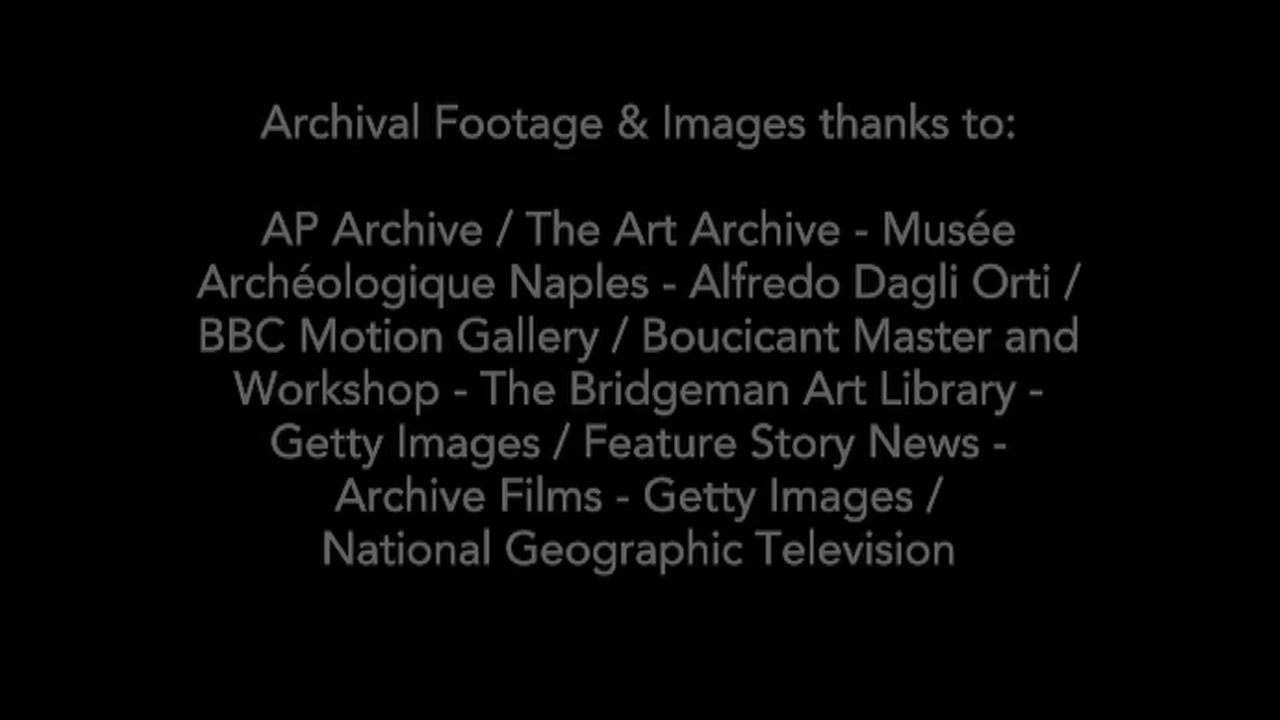 Archival Footage & Images thanks to:
AP Archive / The Art Archive - Musée
Archéologique Naples - Alfredo Dagli Orti /
BBC Motion Gallery / Boucicant Master and
Workshop - The Bridgeman Art Library -
Getty Images / Feature Story News -
Archive Films - Getty Images /
National Geographic Television